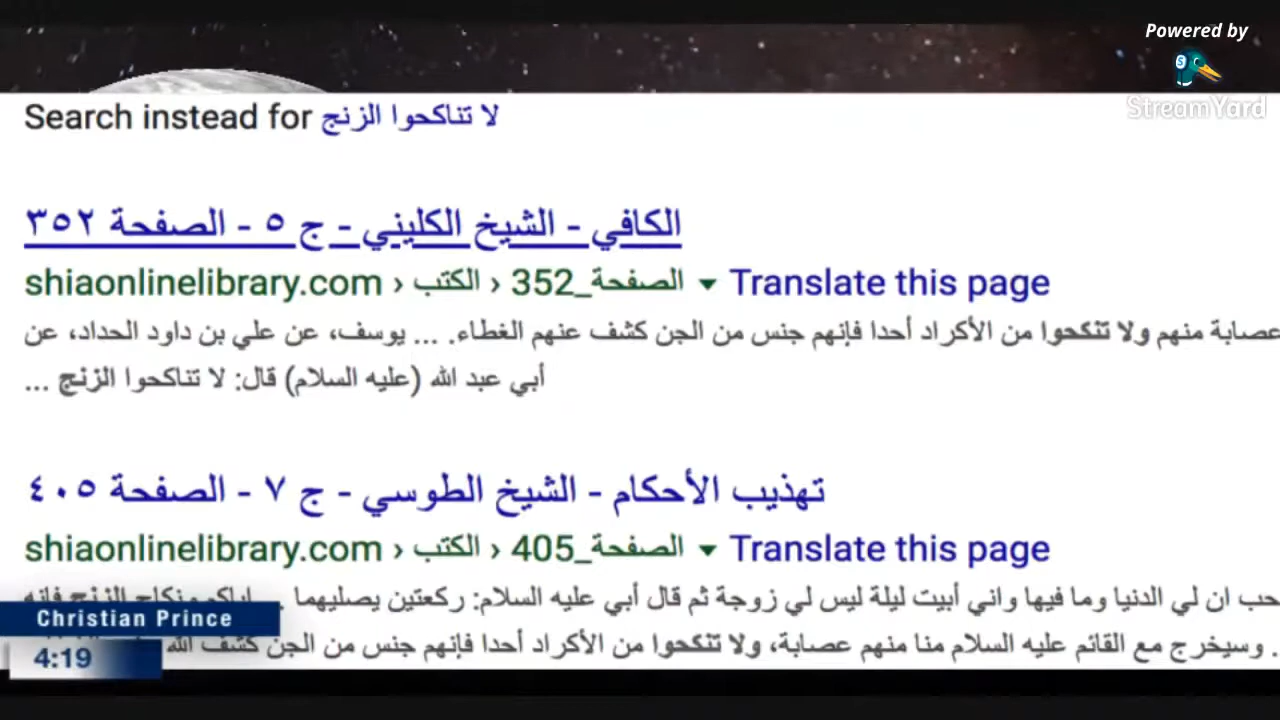 Powered by
StreamYard
Search instead for لا تناكحوا الزنج
الكافي - الشيخ الكليني - ج ٥ - الصفحة ٣٥٢
shiaonlinelibrary.com › الكتب › الصفحة_352 ▾ Translate this page
عصابة منهم ولا تنكحوا من الأكراد أحدا فإنهم جنس من الجن كشف عنهم الغطاء. ... يوسف، عن علي بن داود الحداد، عن
أبي عبد الله (عليه السلام) قال: لا تناكحوا الزنج ...
تهذيب الأحكام - الشيخ الطوسي - ج ٧ - الصفحة ٤٠٥
shiaonlinelibrary.com › الكتب › الصفحة_405 ▾ Translate this page
حب ان لي الدنيا وما فيها واني أبيت ليلة ليس لي زوجة ثم قال أبي عليه السلام: ركعتين يصليهما
Christian Prince
. وسيخرج مع القائم عليه السلام منا منهم عصابة، ولا تنكحوا من الأكراد أحدا فإنهم جنس من الجن كشف الله
4:19